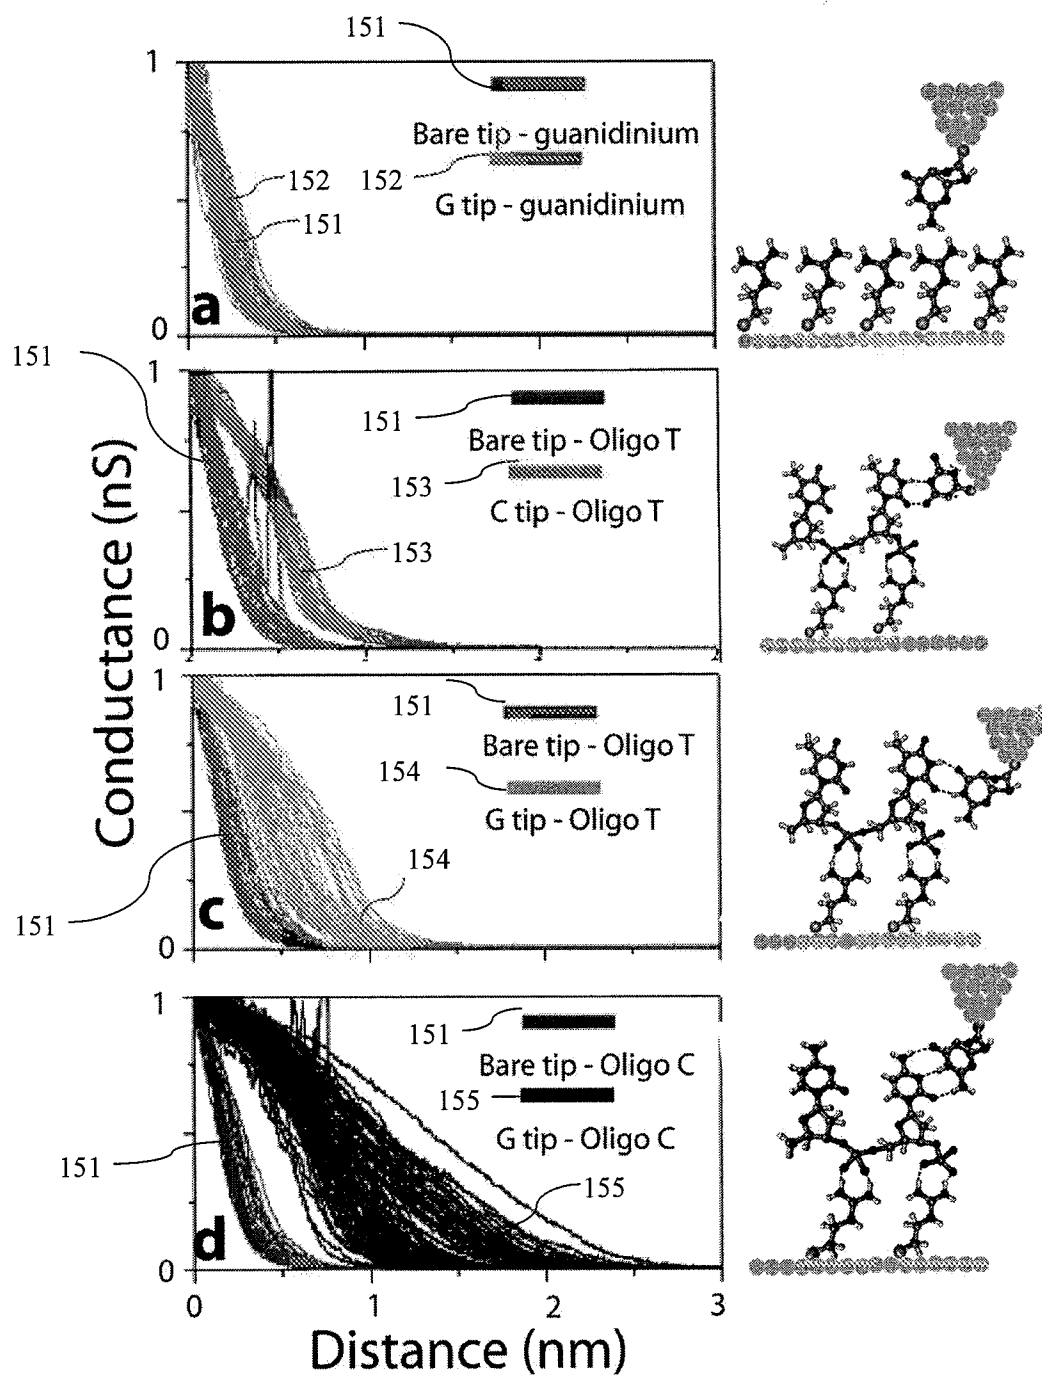 151
1
Bare tip - guanidinium
152
152
G tip - guanidinium
151
a
0
151
1
151
Bare tip - Oligo T
153
C tip - Oligo T
153
b
0
Conductance (nS)
1
151
Bare tip - Oligo T
154
G tip - Oligo T
154
c
151
0
1
151
Bare tip - Oligo C
155
G tip - Oligo C
151
155
d
0
0 1 2 3
Distance (nm)